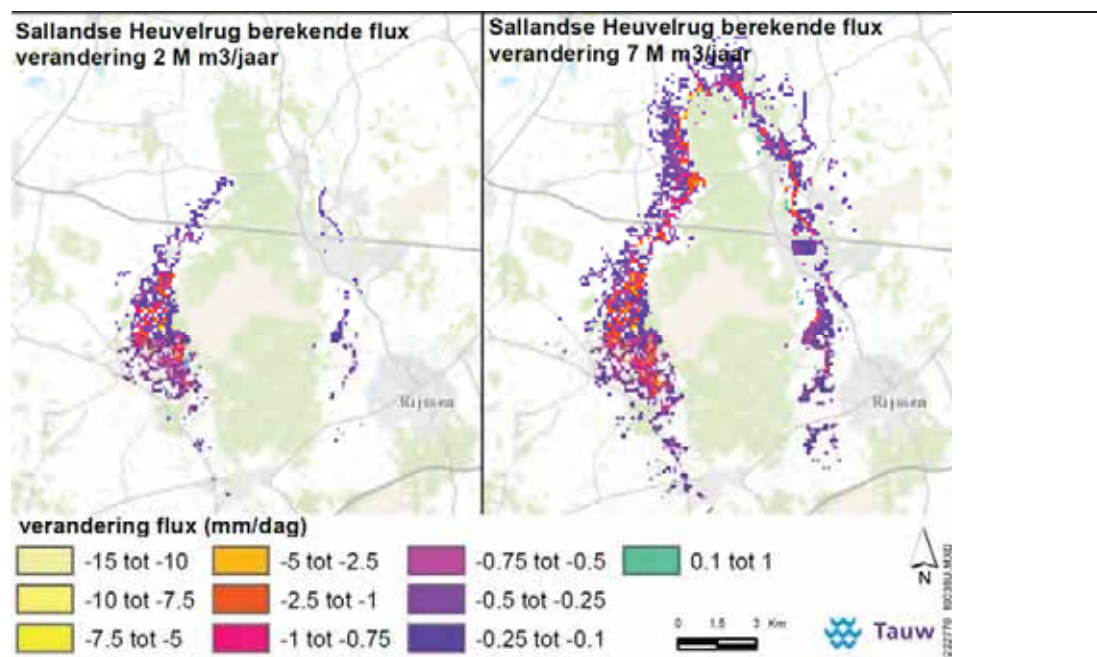 Sallandse Heuvelrug berekende flux
verandering 2 M m3/jaar
Sallandse Heuvelrug berekende flux
verandering 7 M m3/jaar
Rijssen
Rijssen
verandering flux (mm/dag)
-15 tot -10
-10 tot -7.5
-7.5 tot -5
-5 tot -2.5
-2.5 tot -1
-1 tot -0.75
-0.75 tot -0.5
-0.5 tot -0.25
-0.25 tot -0.1
0.1 tot 1
N
0 1.5 3 Km
Tauw